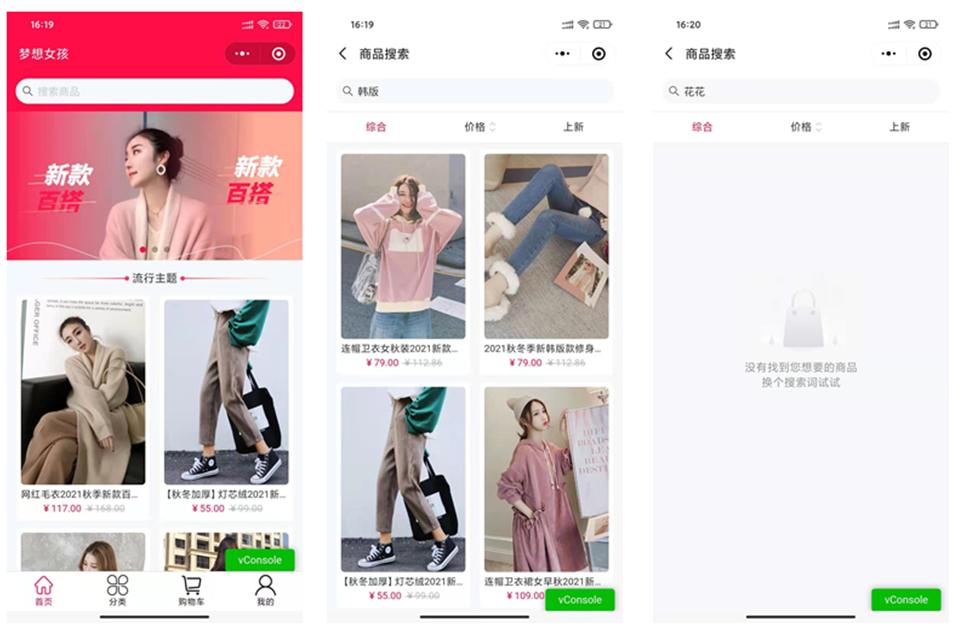 16:19
22
梦想女孩
搜索商品
新款
百搭
新款
百搭
流行主题
GER OFFICE
网红毛衣2021秋季新款百...
¥117.00 ¥168.00
【秋冬加厚】灯芯绒2021新...
¥55.00 ¥99.00
vConsole
首页
分类
购物车
我的
16:19
21
商品搜索
韩版
综合
价格
上新
连帽卫衣女秋装2021新款...
¥79.00 ¥112.86
2021秋冬季新韩版款修身...
¥79.00 ¥112.86
【秋冬加厚】灯芯绒2021新...
¥55.00 ¥99.00
连帽卫衣裙女早秋2021新...
¥109.00
vConsole
16:20
21
商品搜索
花花
综合
价格
上新
没有找到您想要的商品
换个搜索词试试
vConsole